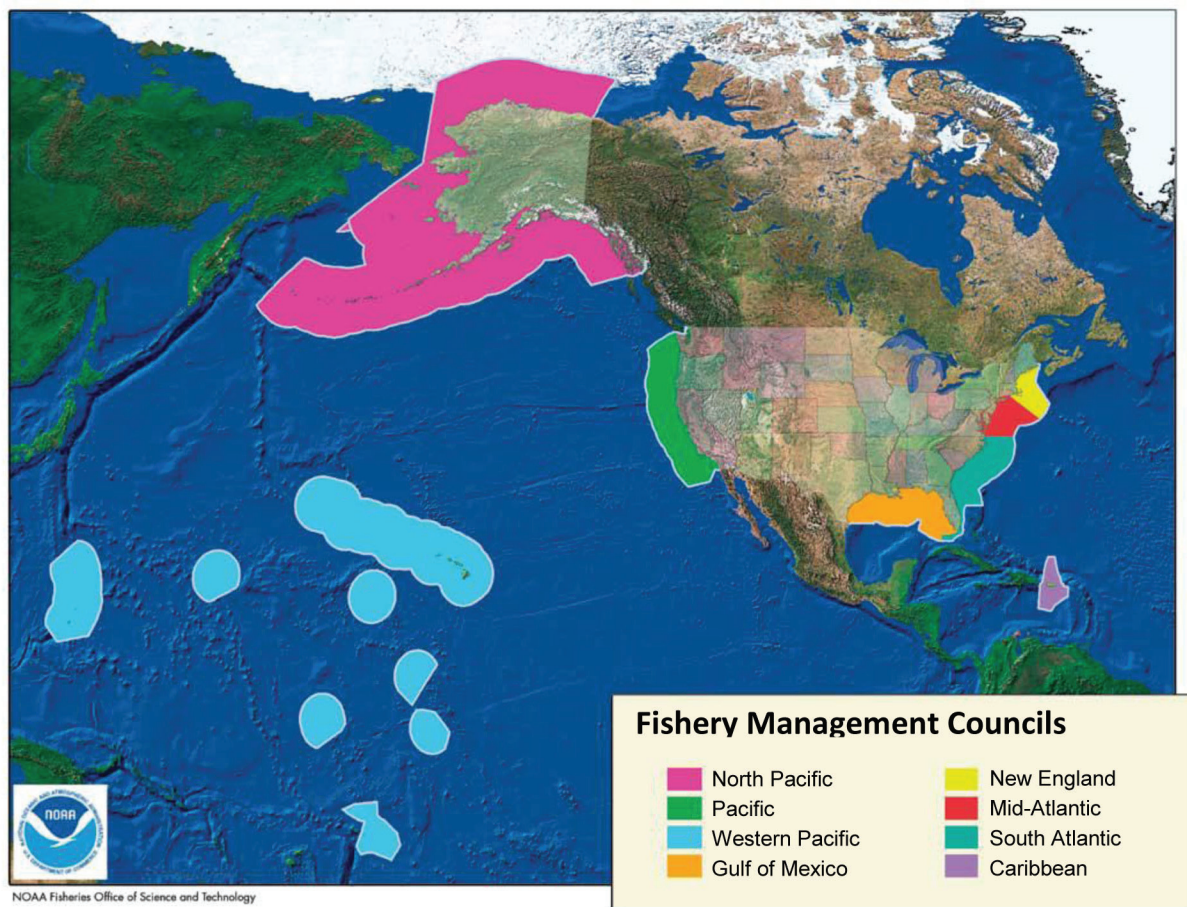 Fishery Management Councils
North Pacific
Pacific
Western Pacific
Gulf of Mexico
New England
Mid-Atlantic
South Atlantic
Caribbean
NOAA
NOAA Fisheries Office of Science and Technology